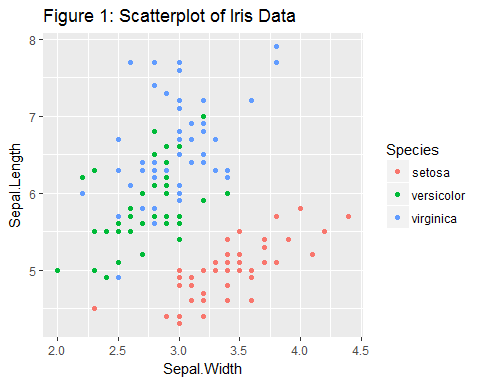 Figure 1: Scatterplot of Iris Data
8
7
6
5
Sepal.Length
2.0 2.5 3.0 3.5 4.0 4.5
Sepal.Width
Species
setosa
versicolor
virginica